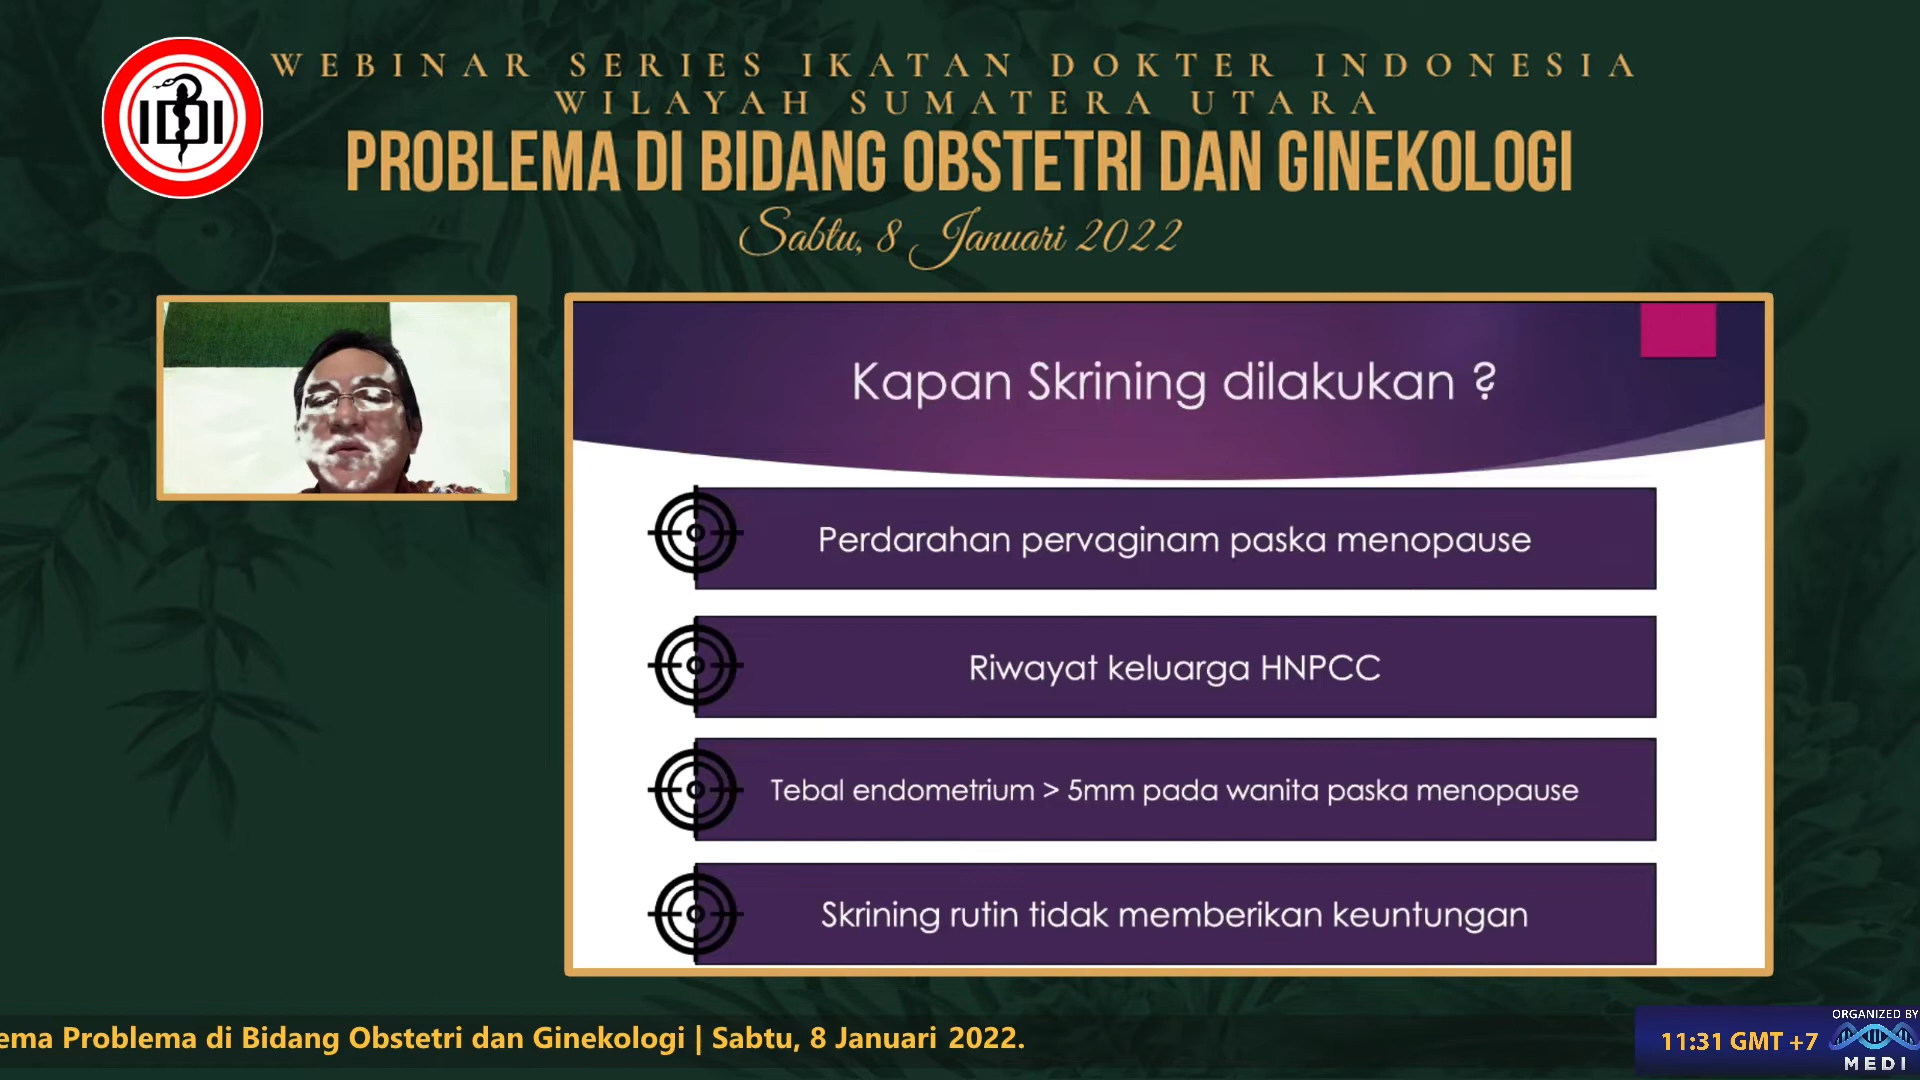 WEBINAR SERIES IKATAN DOKTER INDONESIA
WILAYAH SUMATERA UTARA
PROBLEMA DI BIDANG OBSTETRI DAN GINEKOLOGI
Sabtu, 8 Januari 2022
IDI
Kapan Skrining dilakukan ?
Perdarahan pervaginam paska menopause
Riwayat keluarga HNPCC
Tebal endometrium > 5mm pada wanita paska menopause
Skrining rutin tidak memberikan keuntungan
ema Problema di Bidang Obstetri dan Ginekologi | Sabtu, 8 Januari 2022.
11:31 GMT +7
ORGANIZED BY
MEDI